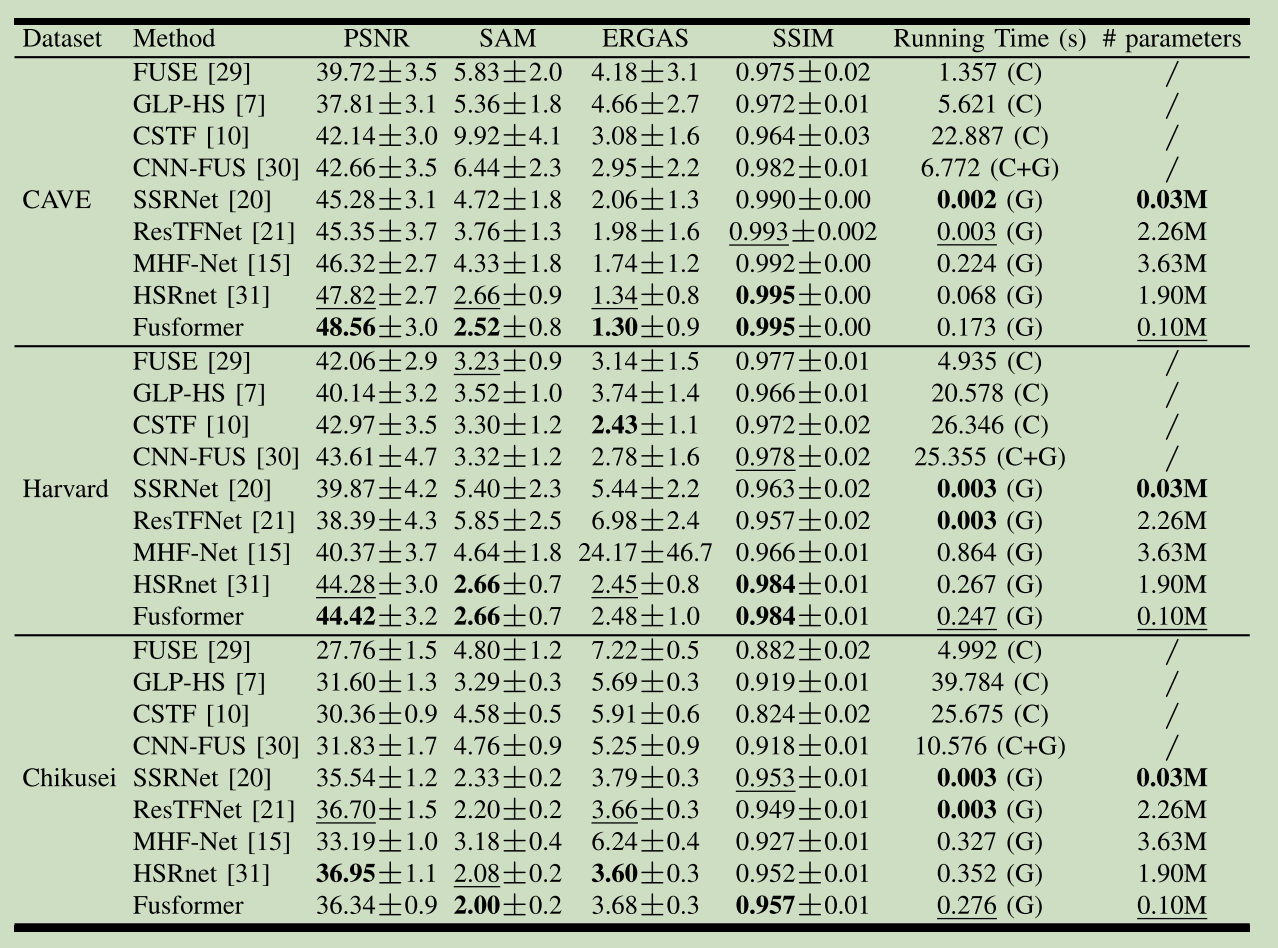 Dataset Method PSNR SAM ERGAS SSIM Running Time (s) # parameters
FUSE [29] 39.72±3.5 5.83±2.0 4.18±3.1 0.975±0.02 1.357 (C) /
GLP-HS [7] 37.81±3.1 5.36±1.8 4.66±2.7 0.972±0.01 5.621 (C) /
CSTF [10] 42.14±3.0 9.92±4.1 3.08±1.6 0.964±0.03 22.887 (C) /
CNN-FUS [30] 42.66±3.5 6.44±2.3 2.95±2.2 0.982±0.01 6.772 (C+G) /
CAVE SSRNet [20] 45.28±3.1 4.72±1.8 2.06±1.3 0.990±0.00 0.002 (G) 0.03M
ResTFNet [21] 45.35±3.7 3.76±1.3 1.98±1.6 0.993±0.002 0.003 (G) 2.26M
MHF-Net [15] 46.32±2.7 4.33±1.8 1.74±1.2 0.992±0.00 0.224 (G) 3.63M
HSRnet [31] 47.82±2.7 2.66±0.9 1.34±0.8 0.995±0.00 0.068 (G) 1.90M
Fusformer 48.56±3.0 2.52±0.8 1.30±0.9 0.995±0.00 0.173 (G) 0.10M
FUSE [29] 42.06±2.9 3.23±0.9 3.14±1.5 0.977±0.01 4.935 (C) /
GLP-HS [7] 40.14±3.2 3.52±1.0 3.74±1.4 0.966±0.01 20.578 (C) /
CSTF [10] 42.97±3.5 3.30±1.2 2.43±1.1 0.972±0.02 26.346 (C) /
CNN-FUS [30] 43.61±4.7 3.32±1.2 2.78±1.6 0.978±0.02 25.355 (C+G) /
Harvard SSRNet [20] 39.87±4.2 5.40±2.3 5.44±2.2 0.963±0.02 0.003 (G) 0.03M
ResTFNet [21] 38.39±4.3 5.85±2.5 6.98±2.4 0.957±0.02 0.003 (G) 2.26M
MHF-Net [15] 40.37±3.7 4.64±1.8 24.17±46.7 0.966±0.01 0.864 (G) 3.63M
HSRnet [31] 44.28±3.0 2.66±0.7 2.45±0.8 0.984±0.01 0.267 (G) 1.90M
Fusformer 44.42±3.2 2.66±0.7 2.48±1.0 0.984±0.01 0.247 (G) 0.10M
FUSE [29] 27.76±1.5 4.80±1.2 7.22±0.5 0.882±0.02 4.992 (C) /
GLP-HS [7] 31.60±1.3 3.29±0.3 5.69±0.3 0.919±0.01 39.784 (C) /
CSTF [10] 30.36±0.9 4.58±0.5 5.91±0.6 0.824±0.02 25.675 (C) /
CNN-FUS [30] 31.83±1.7 4.76±0.9 5.25±0.9 0.918±0.01 10.576 (C+G) /
Chikusei SSRNet [20] 35.54±1.2 2.33±0.2 3.79±0.3 0.953±0.01 0.003 (G) 0.03M
ResTFNet [21] 36.70±1.5 2.20±0.2 3.66±0.3 0.949±0.01 0.003 (G) 2.26M
MHF-Net [15] 33.19±1.0 3.18±0.4 6.24±0.4 0.927±0.01 0.327 (G) 3.63M
HSRnet [31] 36.95±1.1 2.08±0.2 3.60±0.3 0.952±0.01 0.352 (G) 1.90M
Fusformer 36.34±0.9 2.00±0.2 3.68±0.3 0.957±0.01 0.276 (G) 0.10M